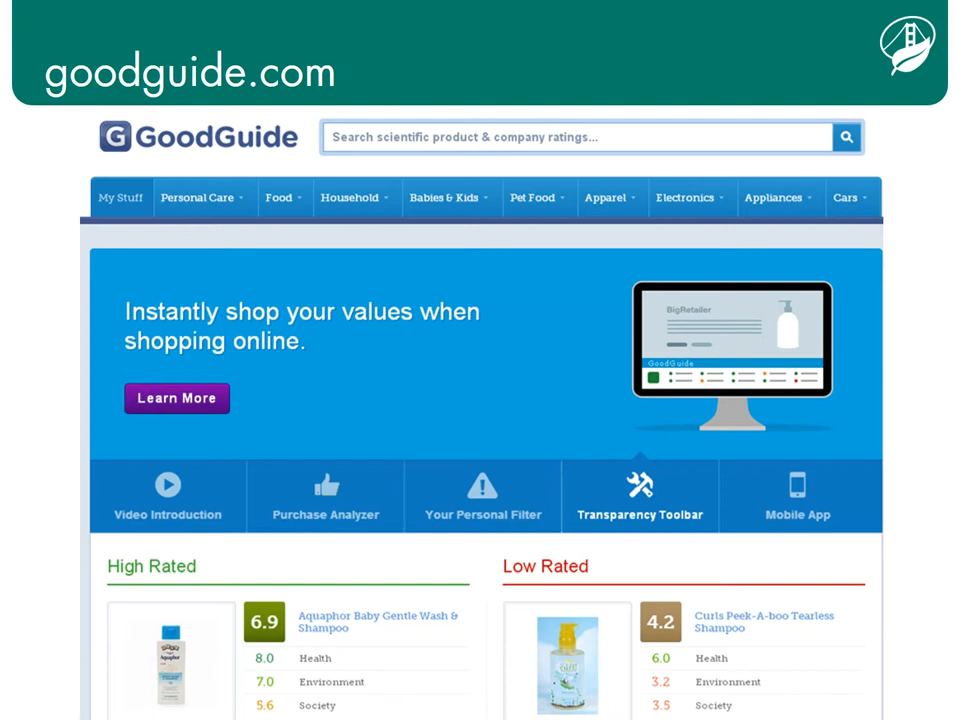 goodguide.com
G GoodGuide
Search scientific product & company ratings...
My Stuff Personal Care Food Household Babies & Kids Pet Food Apparel Electronics Appliances Cars
Instantly shop your values when
shopping online.
BigRetailer
Learn More
GoodGuide
Video Introduction Purchase Analyzer Your Personal Filter Transparency Toolbar Mobile App
High Rated
Low Rated
6.9 Aquaphor Baby Gentle Wash &
Shampoo
8.0 Health
7.0 Environment
5.6 Society
Aquaphor
4.2 Curls Peek-A-boo Tearless
Shampoo
6.0 Health
3.2 Environment
3.5 Society